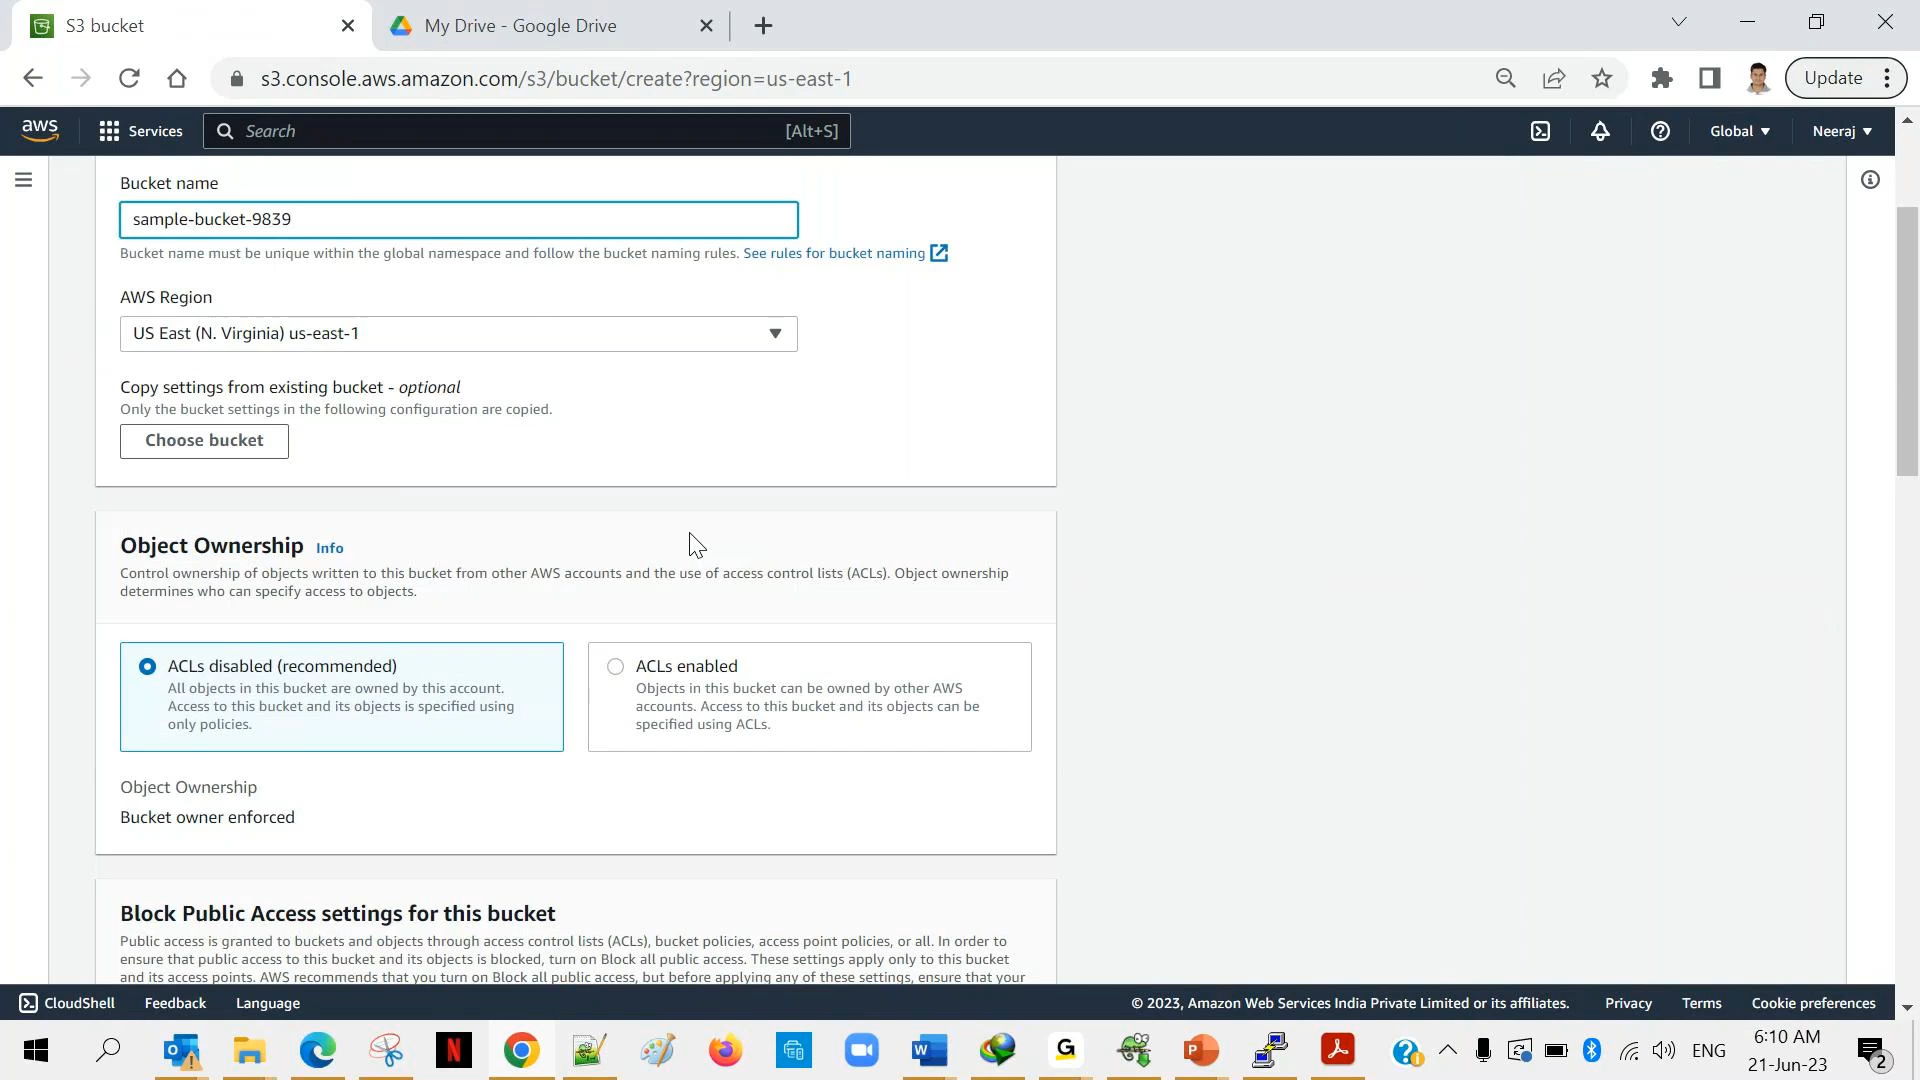 S3 bucket
My Drive - Google Drive
s3.console.aws.amazon.com/s3/bucket/create?region=us-east-1
Update
aws
Services
Search
[Alt+S]
Global
Neeraj
Bucket name
sample-bucket-9839
Bucket name must be unique within the global namespace and follow the bucket naming rules. See rules for bucket naming
AWS Region
US East (N. Virginia) us-east-1
Copy settings from existing bucket - optional
Only the bucket settings in the following configuration are copied.
Choose bucket
Object Ownership Info
Control ownership of objects written to this bucket from other AWS accounts and the use of access control lists (ACLs). Object ownership
determines who can specify access to objects.
ACLs disabled (recommended)
All objects in this bucket are owned by this account.
Access to this bucket and its objects is specified using
only policies.
ACLs enabled
Objects in this bucket can be owned by other AWS
accounts. Access to this bucket and its objects can be
specified using ACLs.
Object Ownership
Bucket owner enforced
Block Public Access settings for this bucket
Public access is granted to buckets and objects through access control lists (ACLs), bucket policies, access point policies, or all. In order to
ensure that public access to this bucket and its objects is blocked, turn on Block all public access. These settings apply only to this bucket
and its access points. AWS recommends that you turn on Block all public access, but before applying any of these settings, ensure that your
CloudShell
Feedback
Language
© 2023, Amazon Web Services India Private Limited or its affiliates.
Privacy
Terms
Cookie preferences
N
G
ENG
6:10 AM
21-Jun-23
2